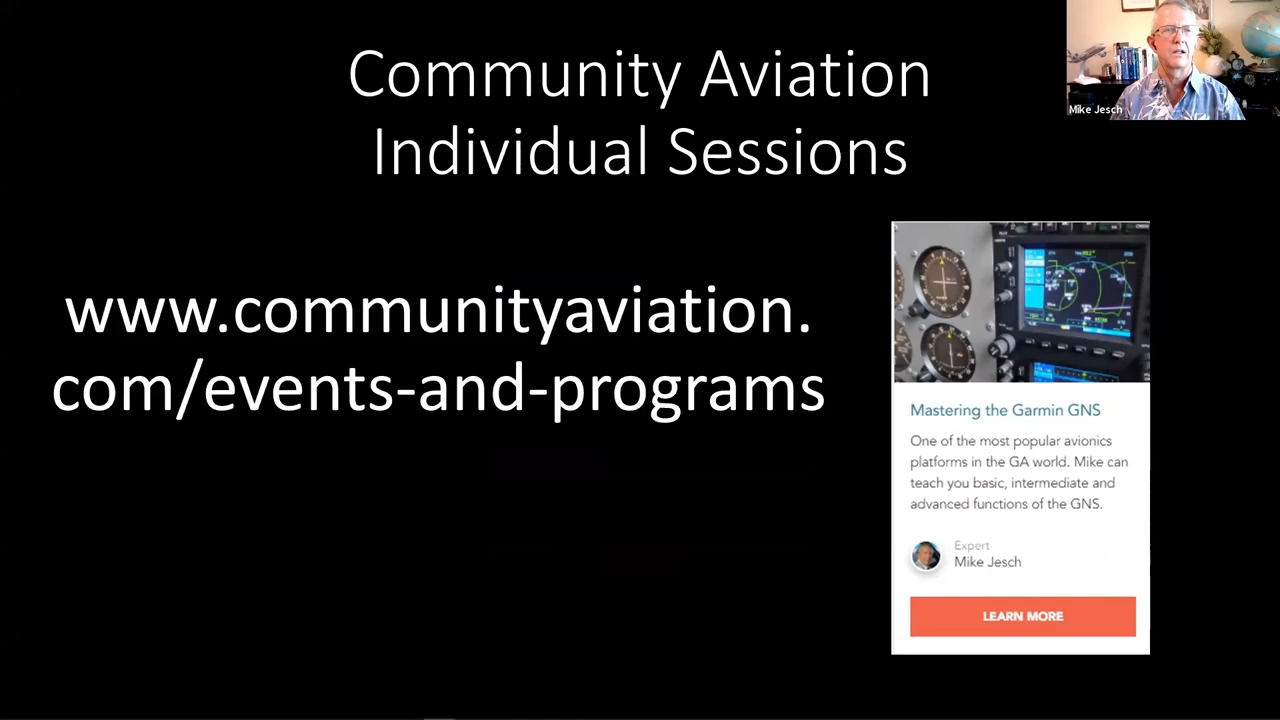 Community Aviation
Individual Sessions
Mike Jesch
www.communityaviation.
com/events-and-programs
Mastering the Garmin GNS
One of the most popular avionics
platforms in the GA world. Mike can
teach you basic, intermediate and
advanced functions of the GNS.
Expert
Mike Jesch
LEARN MORE